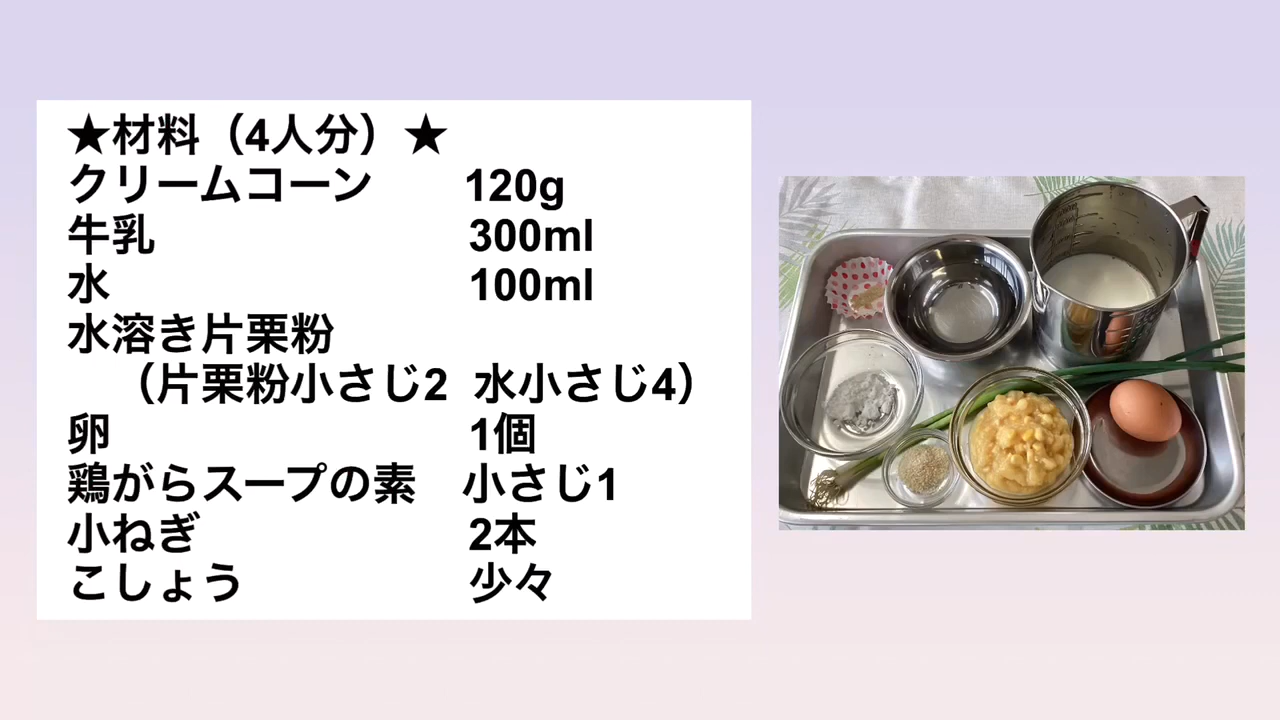 ★材料（4人分）★
クリームコーン 120g
牛乳 300ml
水 100ml
水溶き片栗粉
（片栗粉小さじ2 水小さじ4）
卵 1個
鶏がらスープの素 小さじ1
小ねぎ 2本
こしょう 少々